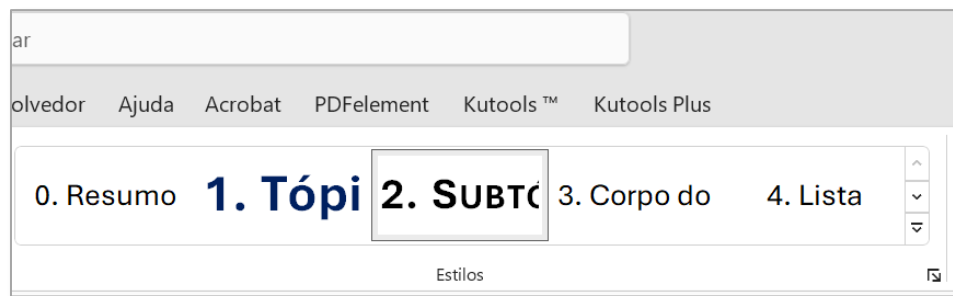 ar
olvedor Ajuda Acrobat PDFelement Kutools ™ Kutools Plus
0. Resumo 1. Tópi 2. SUBTÓ 3. Corpo do 4. Lista
Estilos